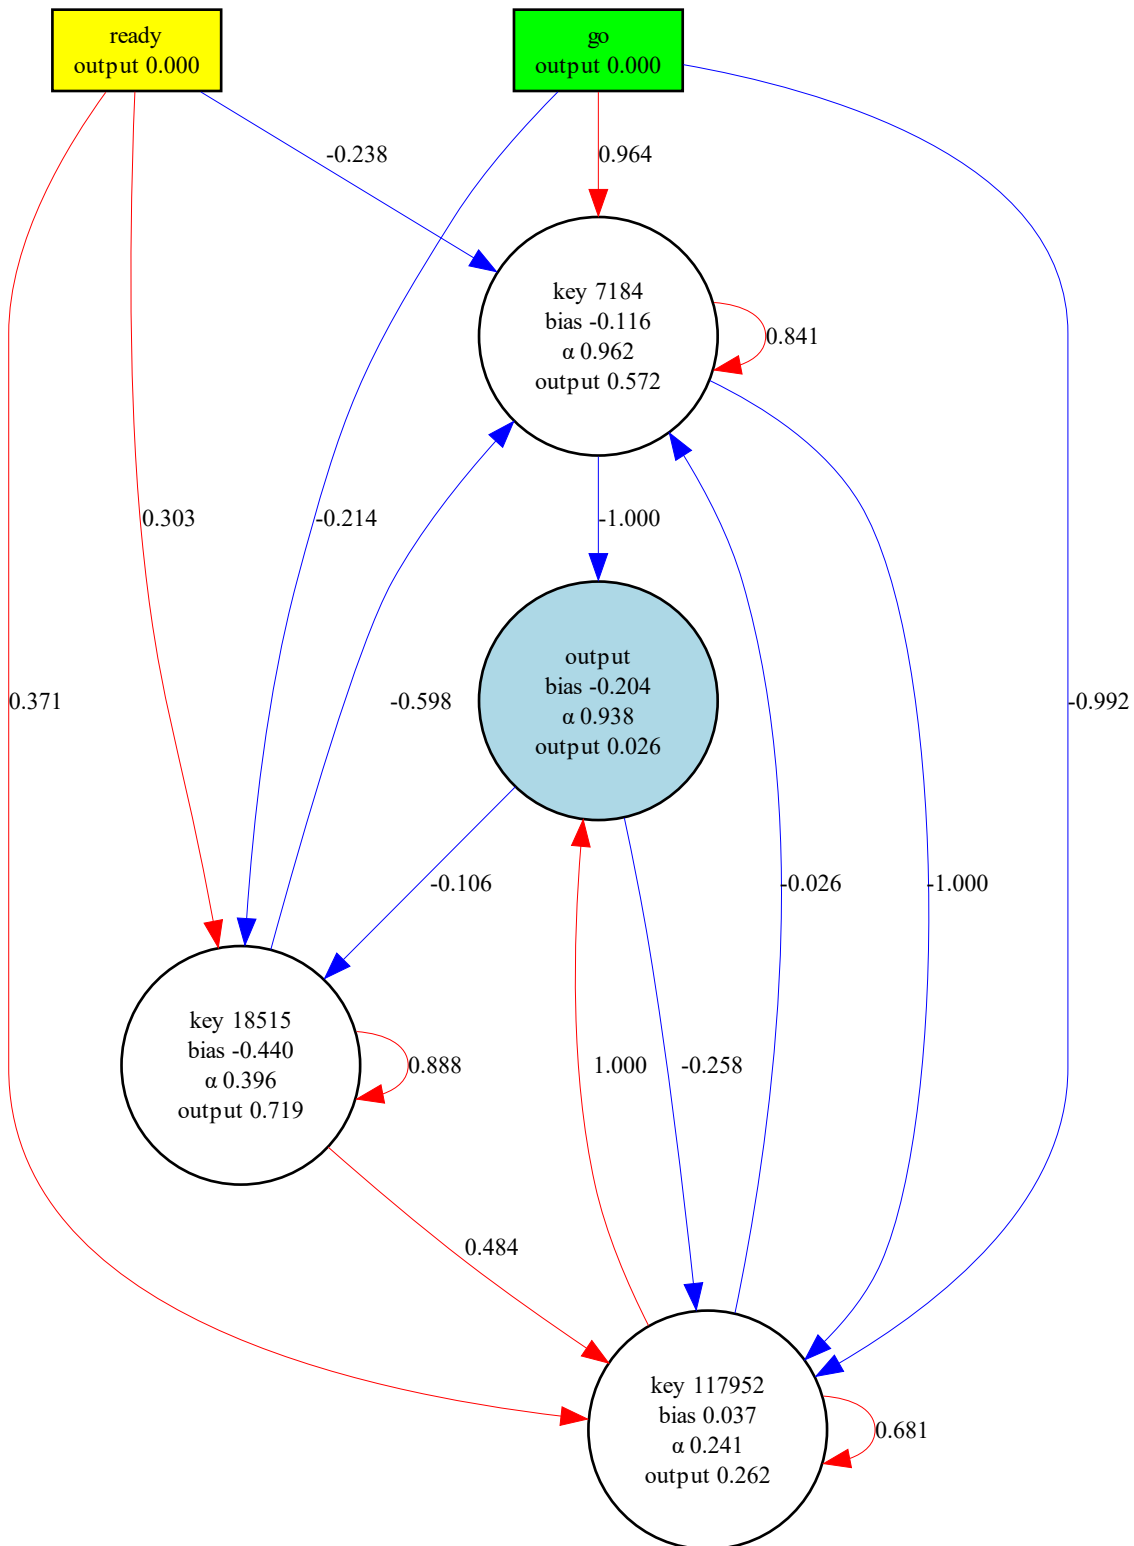 ready
output 0.000
go
output 0.000
-0.238
0.964
key 7184
bias -0.116
α 0.962
output 0.572
0.841
0.303
-0.214
-1.000
output
bias -0.204
α 0.938
output 0.026
0.371
-0.598
-0.992
-0.106
-0.026
-1.000
key 18515
bias -0.440
α 0.396
output 0.719
0.888
1.000
-0.258
0.484
key 117952
bias 0.037
α 0.241
output 0.262
0.681